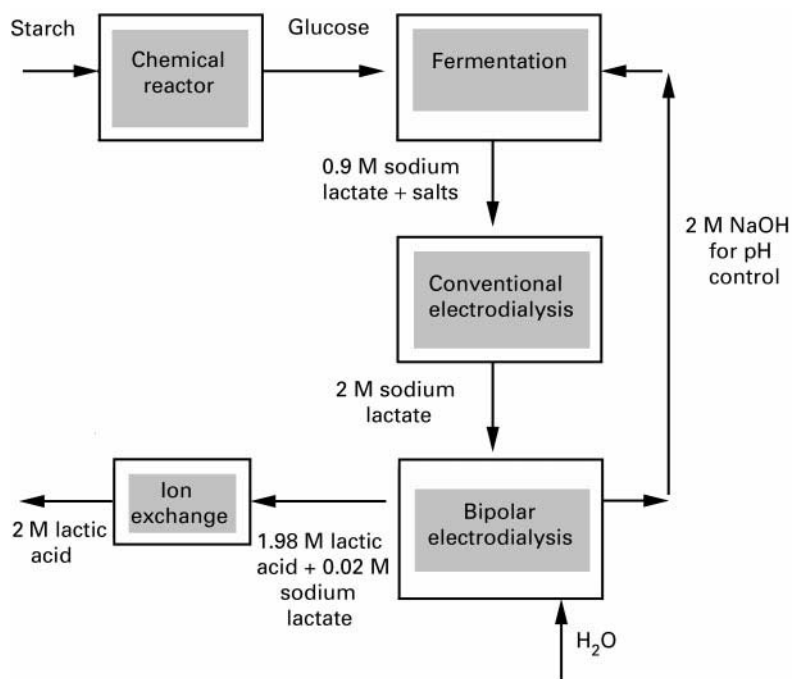 Starch
Chemical
reactor
Glucose
Fermentation
0.9 M sodium
lactate + salts
2 M NaOH
for pH
control
Conventional
electrodialysis
2 M sodium
lactate
Bipolar
electrodialysis
H₂O
1.98 M lactic
acid + 0.02 M
sodium
lactate
Ion
exchange
2 M lactic
acid